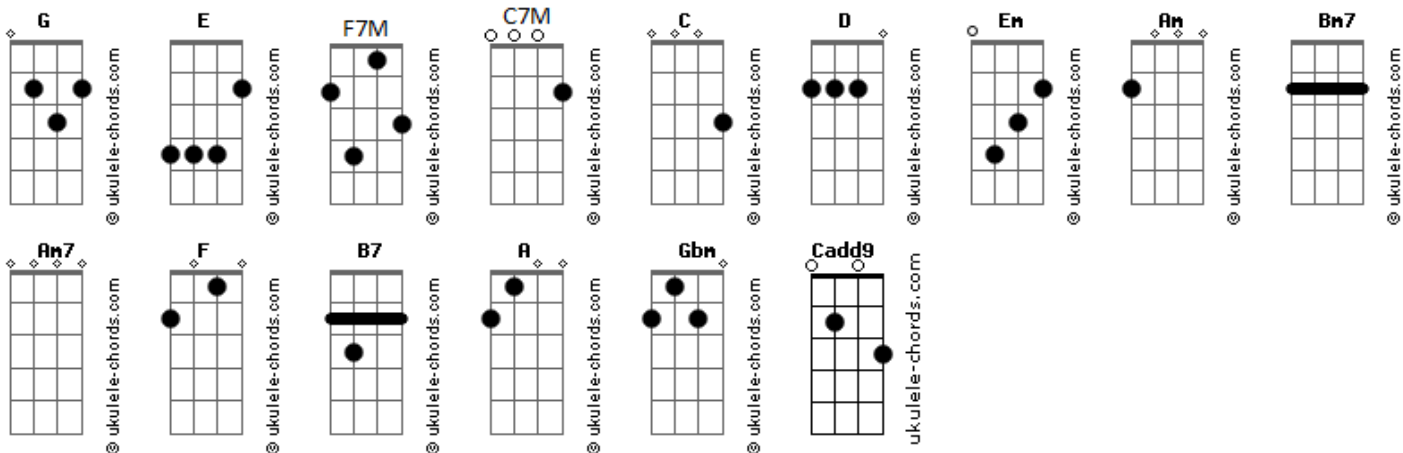 G E F7M C7M C D Em Am Bm7
© ukulele-chords.com © ukulele-chords.com © ukulele-chords.com © ukulele-chords.com © ukulele-chords.com © ukulele-chords.com © ukulele-chords.com © ukulele-chords.com © ukulele-chords.com
Am7 F B7 A Gbm Cadd9
© ukulele-chords.com © ukulele-chords.com © ukulele-chords.com © ukulele-chords.com © ukulele-chords.com ukulele-chords.com